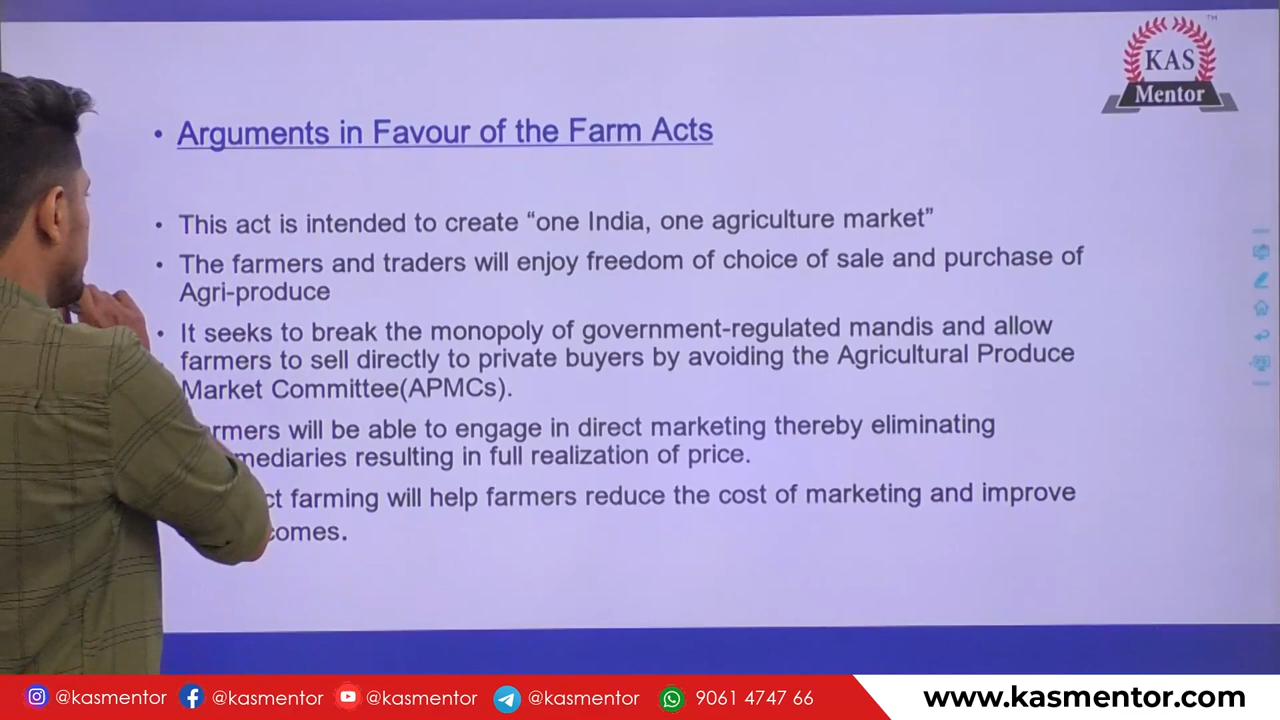 TM
KAS
Mentor
• Arguments in Favour of the Farm Acts
• This act is intended to create “one India, one agriculture market”
• The farmers and traders will enjoy freedom of choice of sale and purchase of
Agri-produce
• It seeks to break the monopoly of government-regulated mandis and allow
farmers to sell directly to private buyers by avoiding the Agricultural Produce
Market Committee(APMCs).
will be able to engage in direct marketing thereby eliminating
resulting in full realization of price.
farming will help farmers reduce the cost of marketing and improve
@kasmentor @kasmentor @kasmentor @kasmentor 9061 4747 66
www.kasmentor.com